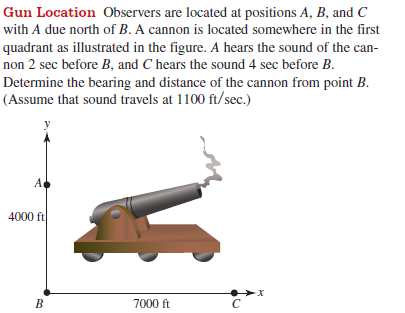 Gun Location Observers are located at positions A, B, and C
with A due north of B. A cannon is located somewhere in the first
quadrant as illustrated in the figure. A hears the sound of the can-
non 2 sec before B, and C hears the sound 4 sec before B.
Determine the bearing and distance of the cannon from point B.
(Assume that sound travels at 1100 ft/sec.)
y
A
4000 ft
x
B
7000 ft
C